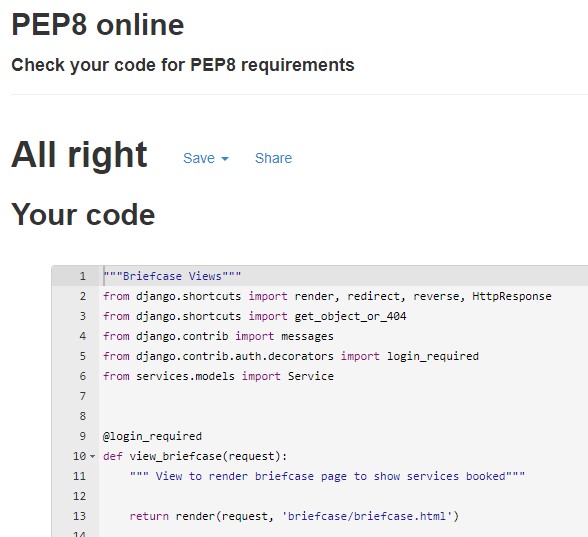 PEP8 online
Check your code for PEP8 requirements
All right Save Share
Your code
1 """Briefcase Views"""
2 from django.shortcuts import render, redirect, reverse, HttpResponse
3 from django.shortcuts import get_object_or_404
4 from django.contrib import messages
5 from django.contrib.auth.decorators import login_required
6 from services.models import Service
7
8
9 @login_required
10 def view_briefcase(request):
11 """ View to render briefcase page to show services booked"""
12
13 return render(request, 'briefcase/briefcase.html')
14